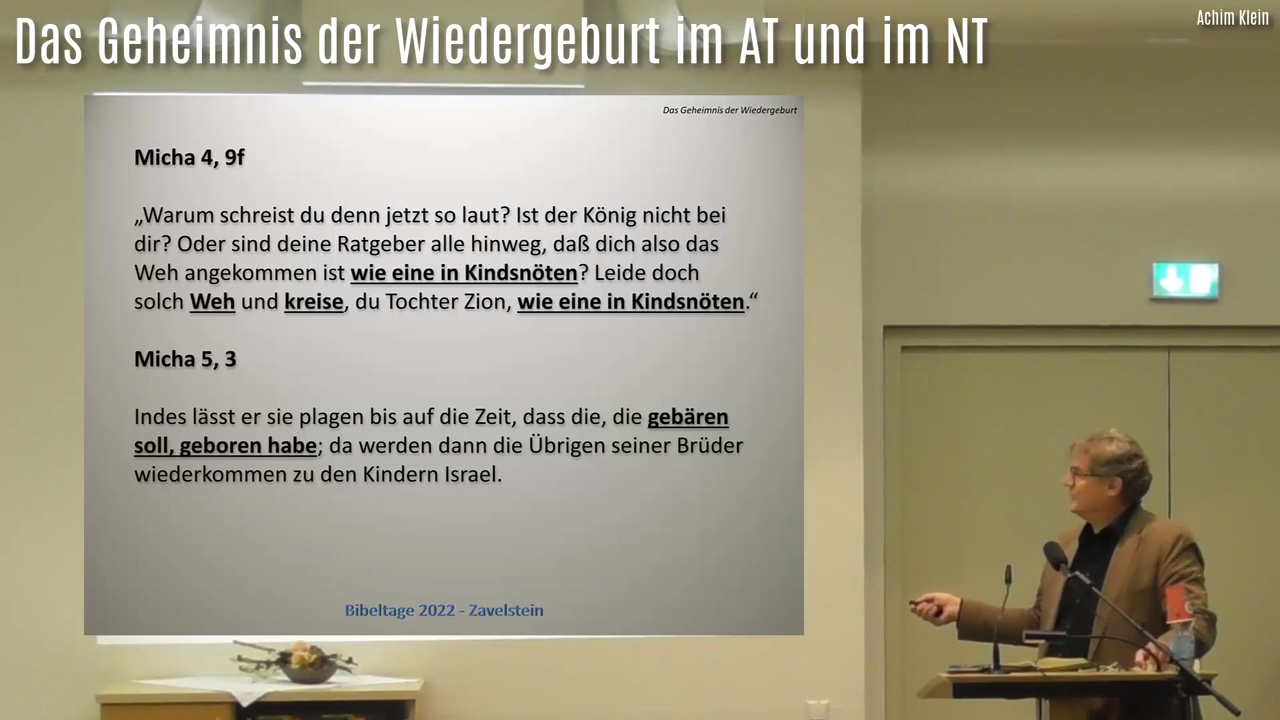 Das Geheimnis der Wiedergeburt im AT und im NT
Achim Klein
Das Geheimnis der Wiedergeburt
Micha 4, 9f
„Warum schreist du denn jetzt so laut? Ist der König nicht bei
dir? Oder sind deine Ratgeber alle hinweg, daß dich also das
Weh angekommen ist wie eine in Kindsnöten? Leide doch
solch Weh und kreise, du Tochter Zion, wie eine in Kindsnöten.“
Micha 5, 3
Indes lässt er sie plagen bis auf die Zeit, dass die, die gebären
soll, geboren habe; da werden dann die Übrigen seiner Brüder
wiederkommen zu den Kindern Israel.
Bibeltage 2022 - Zavelstein